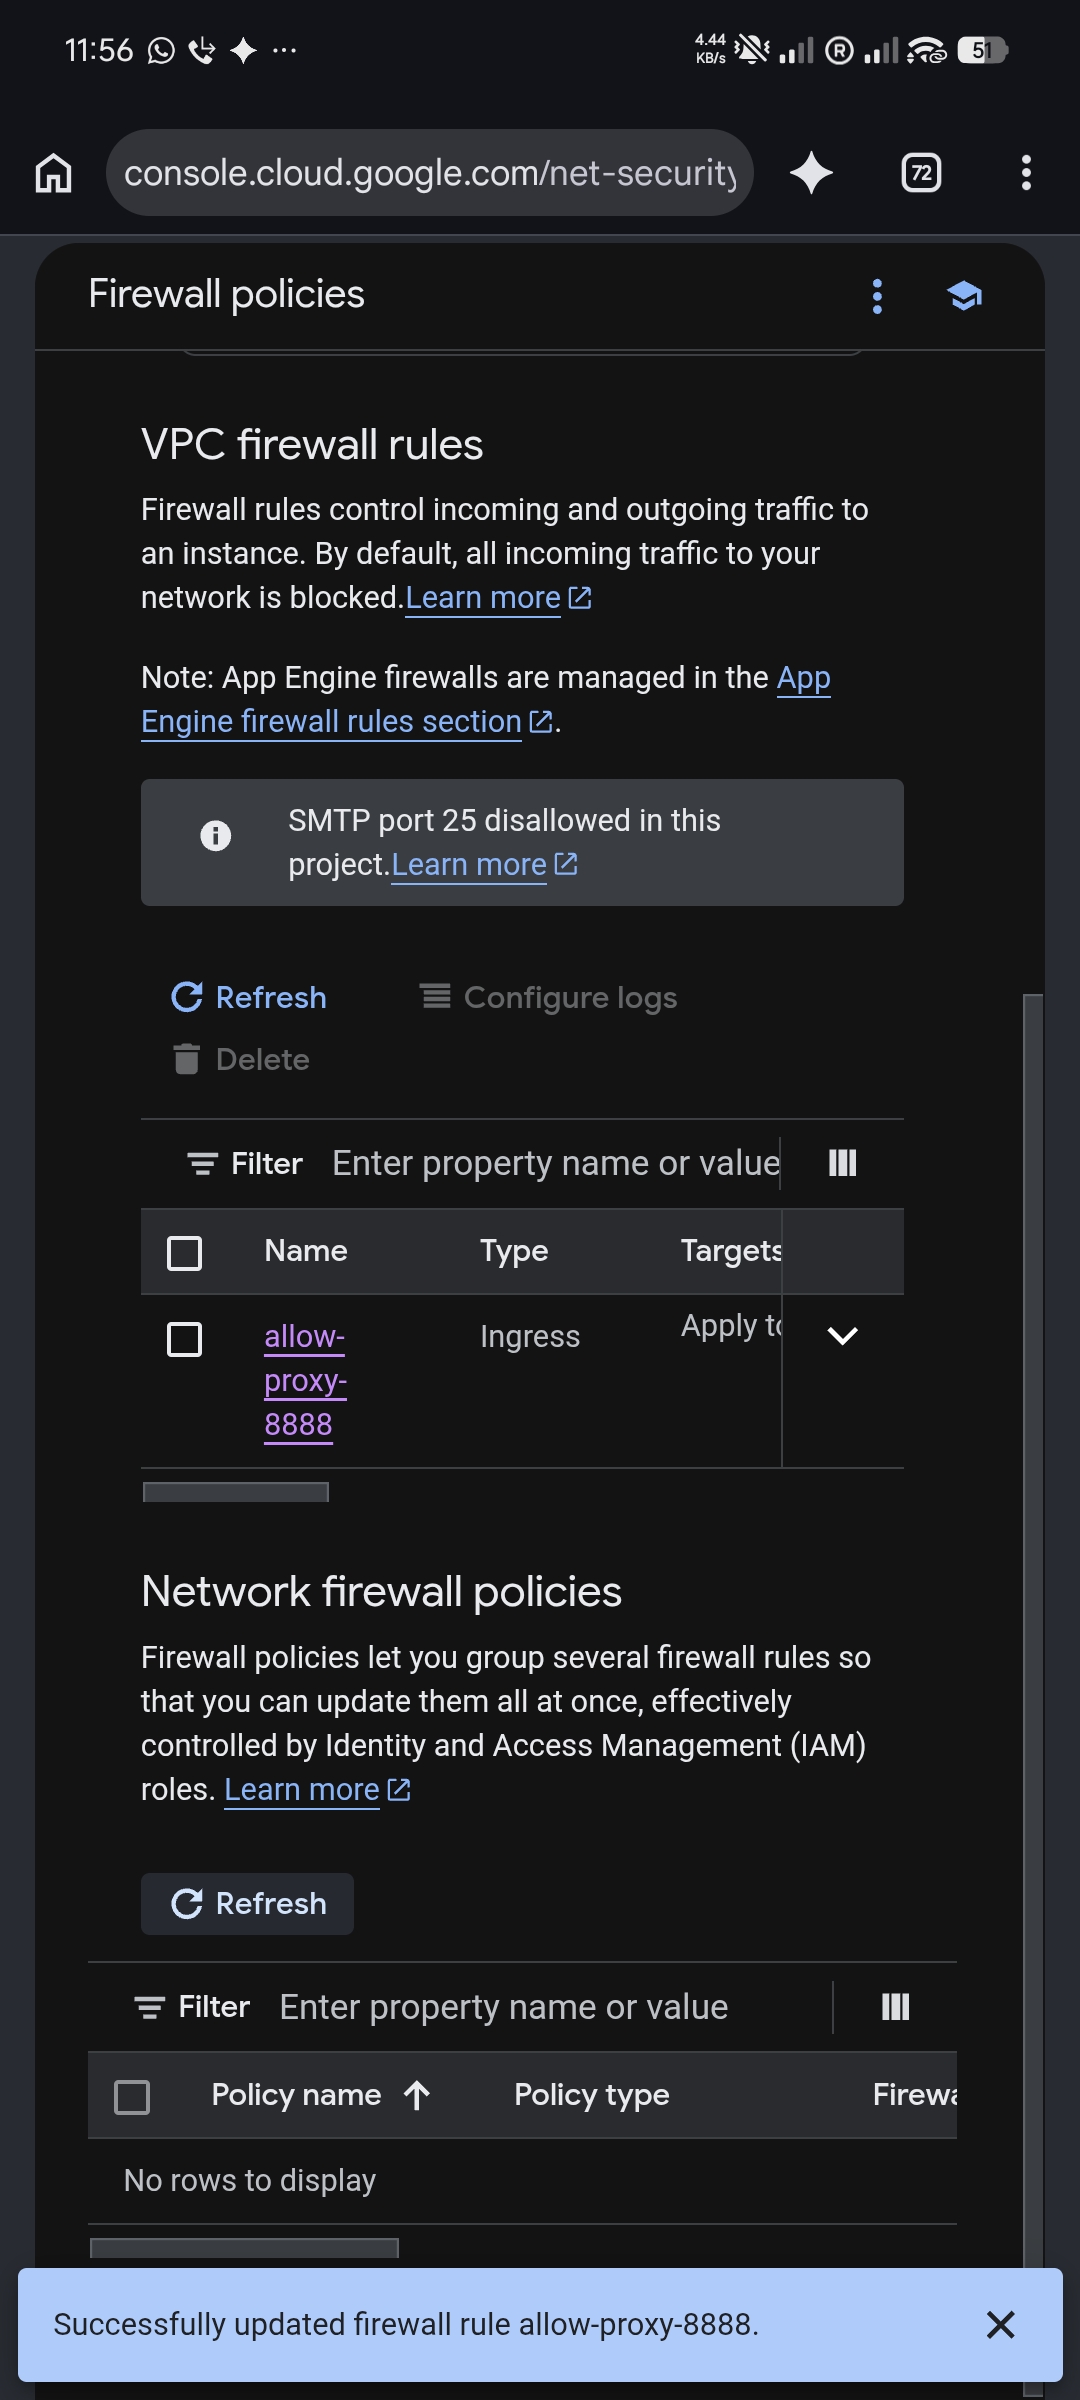 11:56
4.44
KB/s
R
51
console.cloud.google.com/net-security
72
Firewall policies
VPC firewall rules
Firewall rules control incoming and outgoing traffic to
an instance. By default, all incoming traffic to your
network is blocked.Learn more
Note: App Engine firewalls are managed in the App
Engine firewall rules section.
SMTP port 25 disallowed in this
project.Learn more
Refresh
Configure logs
Delete
Filter Enter property name or value
Name Type Targets
allow- Ingress Apply to
proxy-
8888
Network firewall policies
Firewall policies let you group several firewall rules so
that you can update them all at once, effectively
controlled by Identity and Access Management (IAM)
roles. Learn more
Refresh
Filter Enter property name or value
Policy name Policy type Firewa
No rows to display
Successfully updated firewall rule allow-proxy-8888.